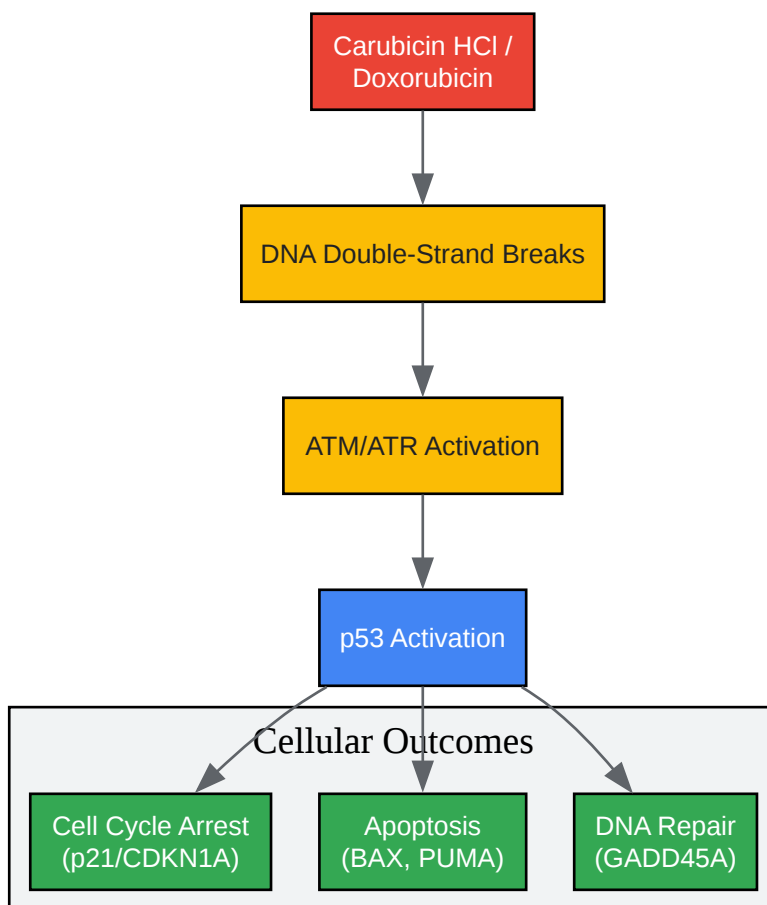 Carubicin HCl /
Doxorubicin
DNA Double-Strand Breaks
ATM/ATR Activation
p53 Activation
Cellular Outcomes
Cell Cycle Arrest
(p21/CDKN1A)
Apoptosis
(BAX, PUMA)
DNA Repair
(GADD45A)